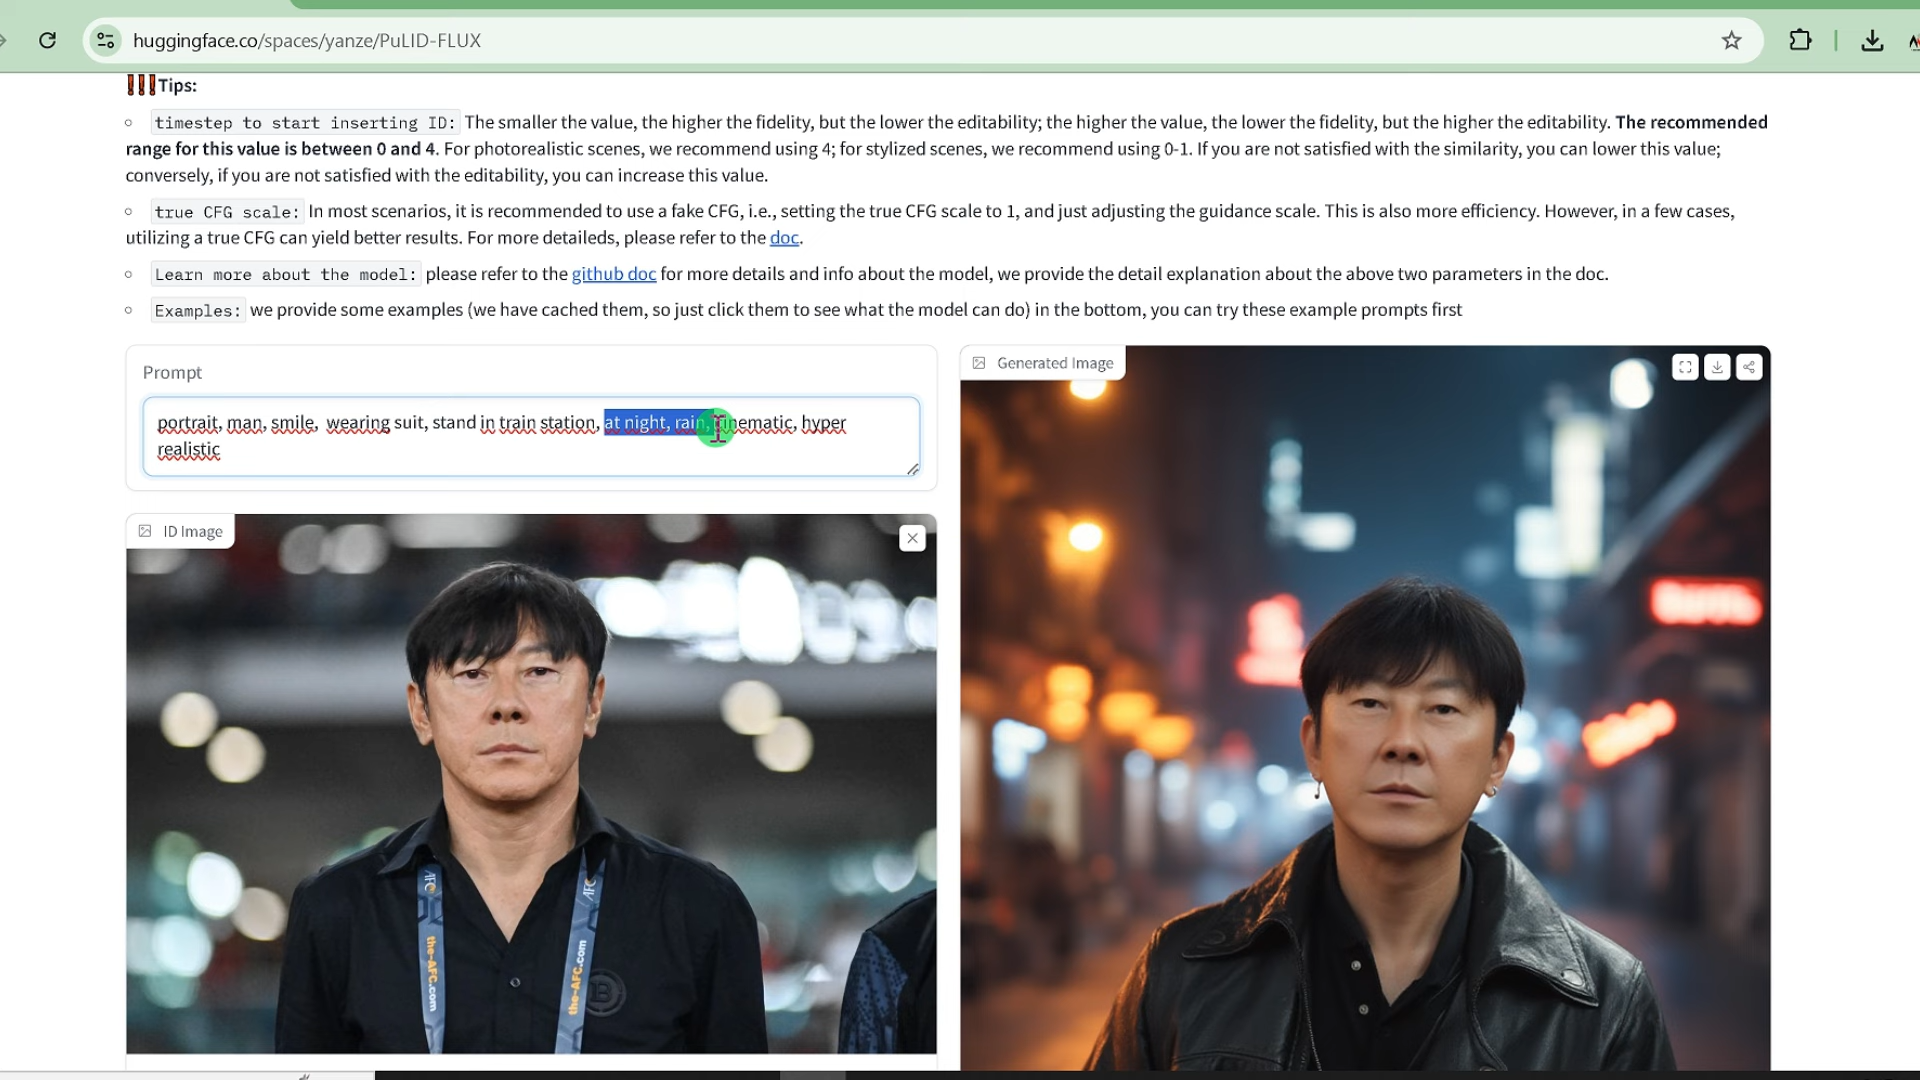 huggingface.co/spaces/yanze/PuLID-FLUX
‼❗Tips:
timestep to start inserting ID: The smaller the value, the higher the fidelity, but the lower the editability; the higher the value, the lower the fidelity, but the higher the editability. The recommended
range for this value is between 0 and 4. For photorealistic scenes, we recommend using 4; for stylized scenes, we recommend using 0-1. If you are not satisfied with the similarity, you can lower this value;
conversely, if you are not satisfied with the editability, you can increase this value.
true CFG scale: In most scenarios, it is recommended to use a fake CFG, i.e., setting the true CFG scale to 1, and just adjusting the guidance scale. This is also more efficiency. However, in a few cases,
utilizing a true CFG can yield better results. For more detaileds, please refer to the doc.
Learn more about the model: please refer to the github doc for more details and info about the model, we provide the detail explanation about the above two parameters in the doc.
Examples: we provide some examples (we have cached them, so just click them to see what the model can do) in the bottom, you can try these example prompts first
Prompt
portrait, man, smile, wearing suit, stand in train station, at night, rain, cinematic, hyper
realistic
ID Image
AFC
the-AFC.com
AFC
the-AFC.com
B
Generated Image